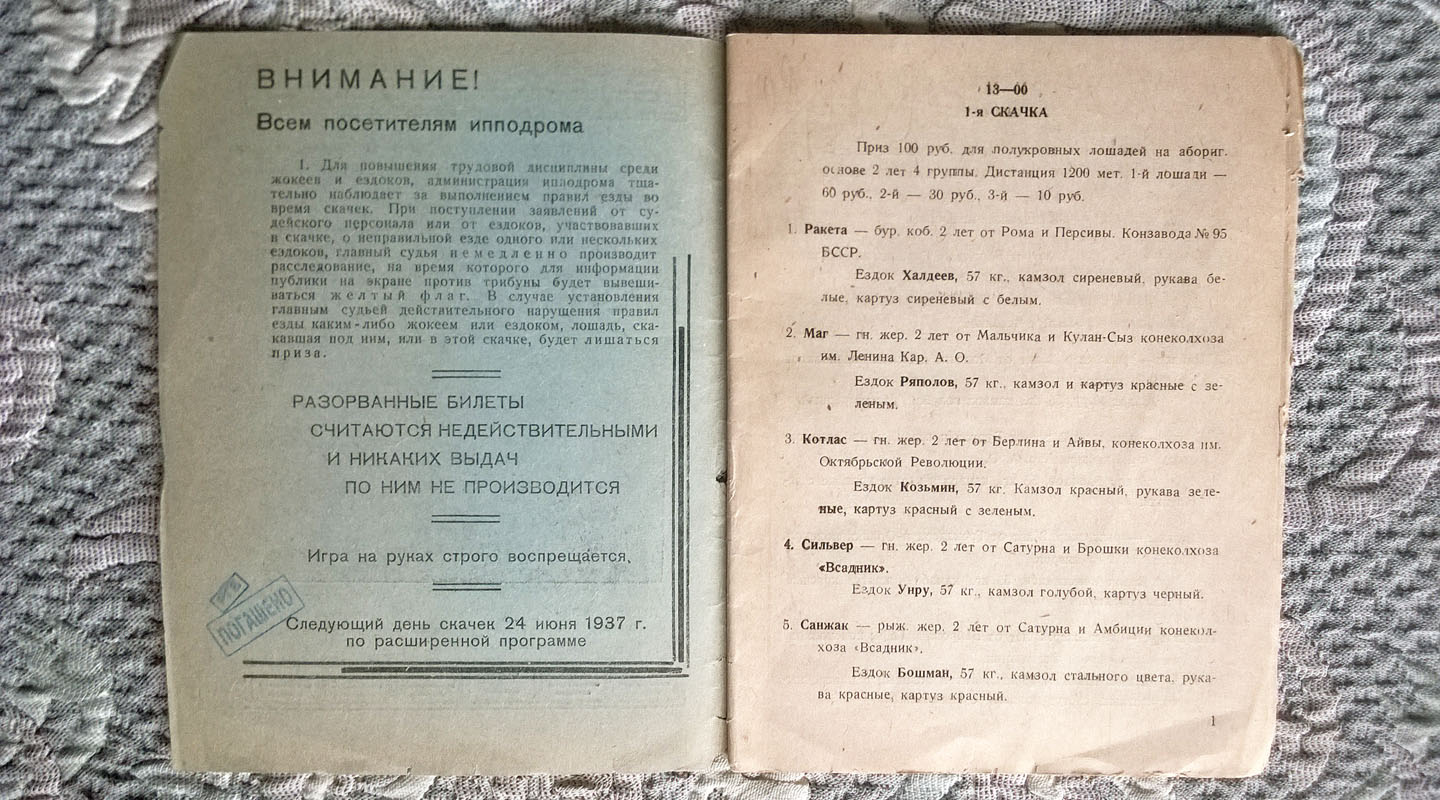 ВНИМАНИЕ!
Всем посетителям ипподрома
1. Для повышения трудовой дисциплины среди
жокеев и ездоков, администрация ипподрома тща-
тельно наблюдает за выполнением правил езды во
время скачек. При поступлении заявлений от су-
дейского персонала или от ездоков, участвовавших
в скачке, о неправильной езде одного или нескольких
ездоков, главный судья немедленно производит
расследование, на время которого для информации
публики на экране против трибуны будет вывеши-
ваться желтый флаг. В случае установления
главным судьей действительного нарушения правил
езды каким-либо жокеем или ездоком, лошадь, ска-
кавшая под ним, или в этой скачке, будет лишаться
приза.
РАЗОРВАННЫЕ БИЛЕТЫ
СЧИТАЮТСЯ НЕДЕЙСТВИТЕЛЬНЫМИ
И НИКАКИХ ВЫДАЧ
ПО НИМ НЕ ПРОИЗВОДИТСЯ
Игра на руках строго воспрещается.
ПОГАШЕНО
Следующий день скачек 24 июня 1937 г.
по расширенной программе
13—00
1-я СКАЧКА
Приз 100 руб. для полукровных лошадей на абориг.
основе 2 лет 4 группы. Дистанция 1200 мет. 1-й лошади —
60 руб., 2-й — 30 руб., 3-й — 10 руб.
1. Ракета — бур. коб. 2 лет от Рома и Персивы. Конзавода № 95
БССР.
Ездок Халдеев, 57 кг., камзол сиреневый, рукава бе-
лые, картуз сиреневый с белым.
2. Маг — гн. жер. 2 лет от Мальчика и Кулан-Сыз конеколхоза
им. Ленина Кар. А. О.
Ездок Ряполов, 57 кг., камзол и картуз красные с зе-
леным.
3. Котлас — гн. жер. 2 лет от Берлина и Айвы, конеколхоза им.
Октябрьской Революции.
Ездок Козьмин, 57 кг. Камзол красный, рукава зеле-
ные, картуз красный с зеленым.
4. Сильвер — гн. жер. 2 лет от Сатурна и Брошки конеколхоза
«Всадник».
Ездок Унру, 57 кг., камзол голубой, картуз черный.
5. Санжак — рыж. жер. 2 лет от Сатурна и Амбиции конекол-
хоза «Всадник».
Ездок Бошман, 57 кг., камзол стального цвета, рука-
ва красные, картуз красный.
1